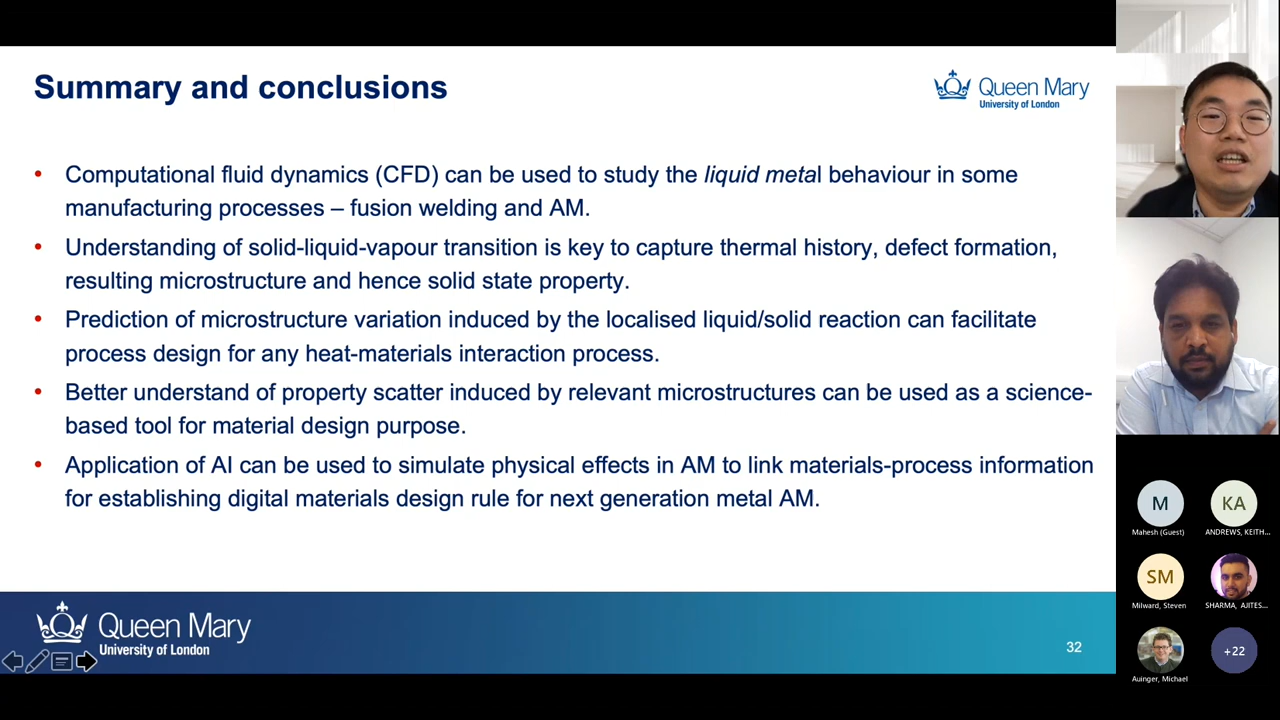 Summary and conclusions
Queen Mary
University of London
• Computational fluid dynamics (CFD) can be used to study the liquid metal behaviour in some
manufacturing processes – fusion welding and AM.
• Understanding of solid-liquid-vapour transition is key to capture thermal history, defect formation,
resulting microstructure and hence solid state property.
• Prediction of microstructure variation induced by the localised liquid/solid reaction can facilitate
process design for any heat-materials interaction process.
• Better understand of property scatter induced by relevant microstructures can be used as a science-
based tool for material design purpose.
• Application of AI can be used to simulate physical effects in AM to link materials-process information
for establishing digital materials design rule for next generation metal AM.
Queen Mary
University of London
32
M
KA
Mahesh (Guest)
ANDREWS, KEITH...
SM
Milward, Steven
SHARMA, AJITES...
+22
Auinger, Michael